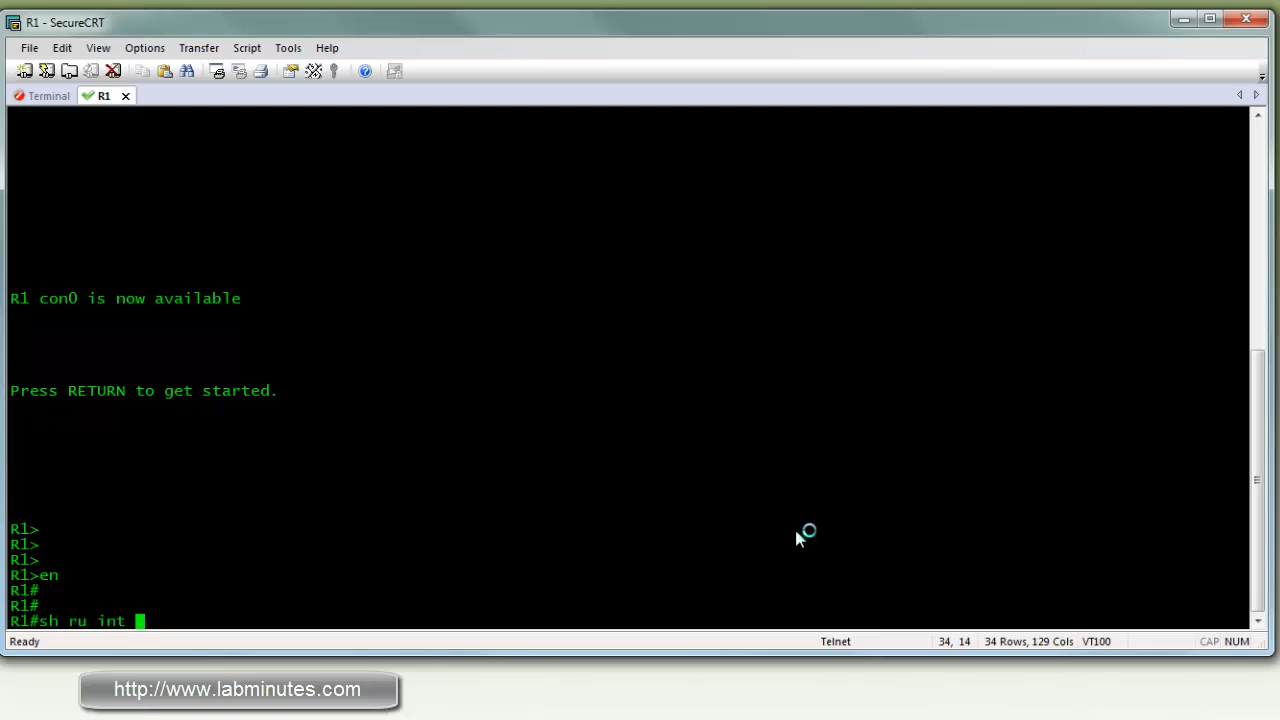 R1 - SecureCRT
File Edit View Options Transfer Script Tools Help
Terminal R1
R1 con0 is now available
Press RETURN to get started.
R1>
R1>
R1>
R1>en
R1#
R1#
R1#sh ru int
Ready Telnet 34, 14 34 Rows, 129 Cols VT100 CAP NUM
http://www.labminutes.com